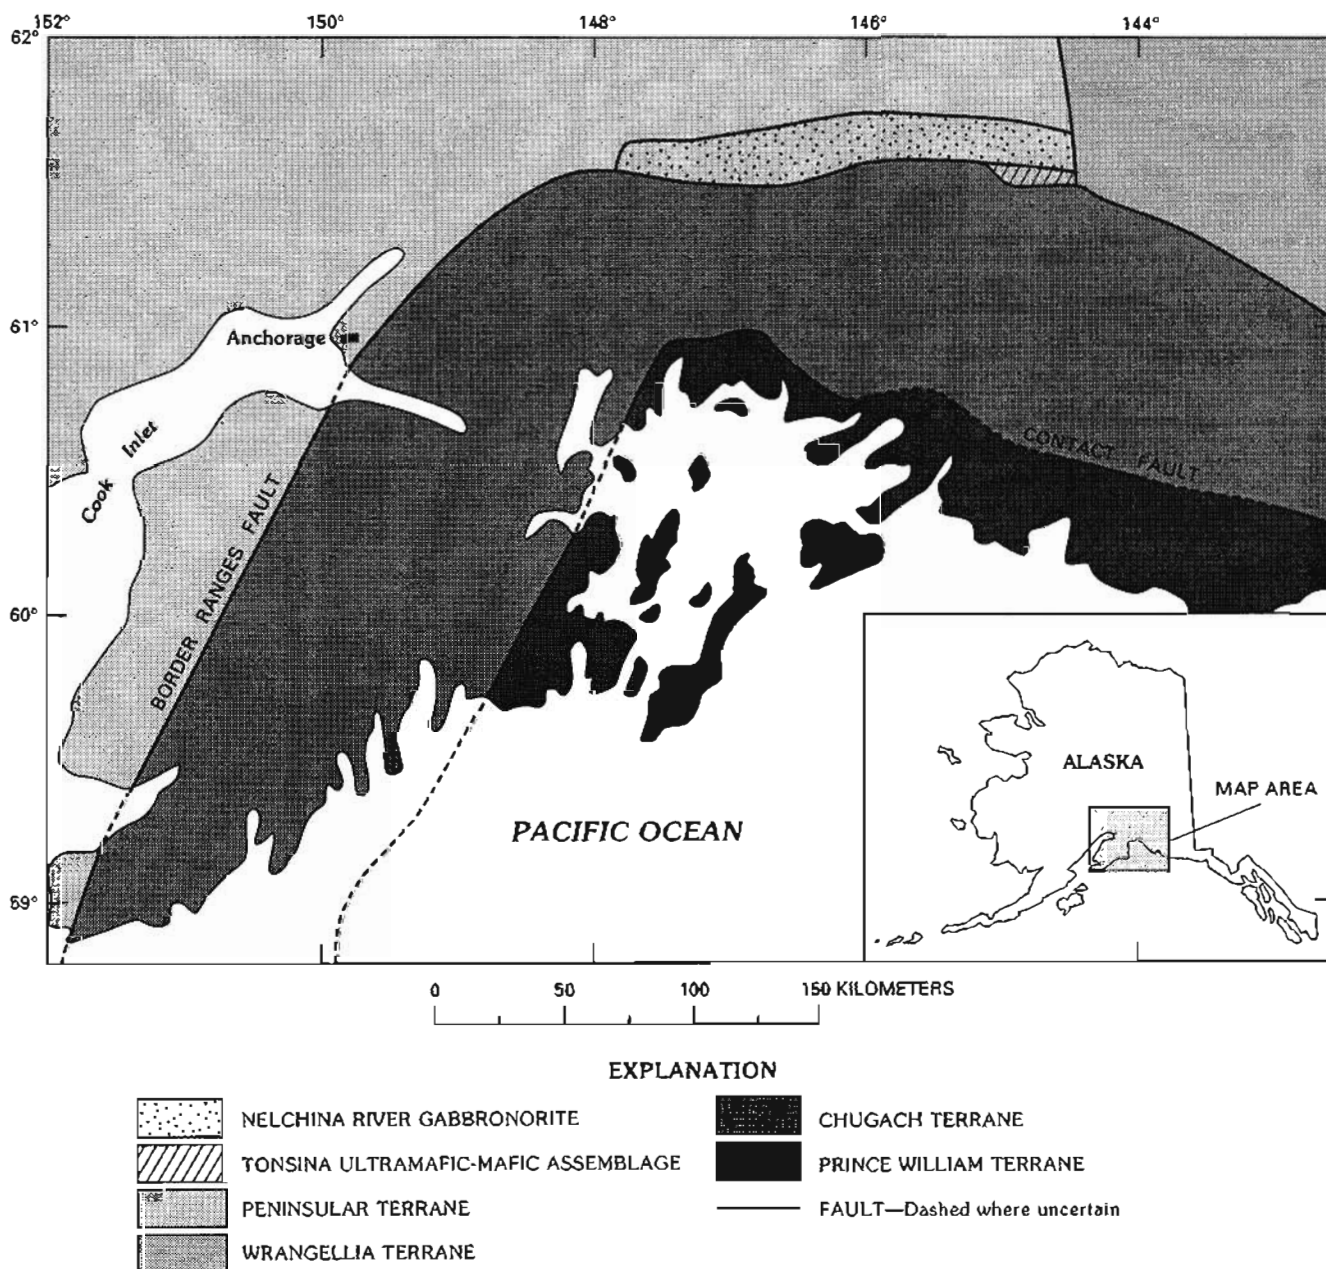 152°
150°
148°
146°
144°
62°
61°
60°
59°
Anchorage
Cook Inlet
BORDER RANGES FAULT
CONTACT FAULT
PACIFIC OCEAN
ALASKA
MAP AREA
0 50 100 150 KILOMETERS
EXPLANATION
NELCHINA RIVER GABBRONORITE
TONSINA ULTRAMAFIC-MAFIC ASSEMBLAGE
PENINSULAR TERRANE
WRANGELLIA TERRANE
CHUGACH TERRANE
PRINCE WILLIAM TERRANE
FAULT—Dashed where uncertain